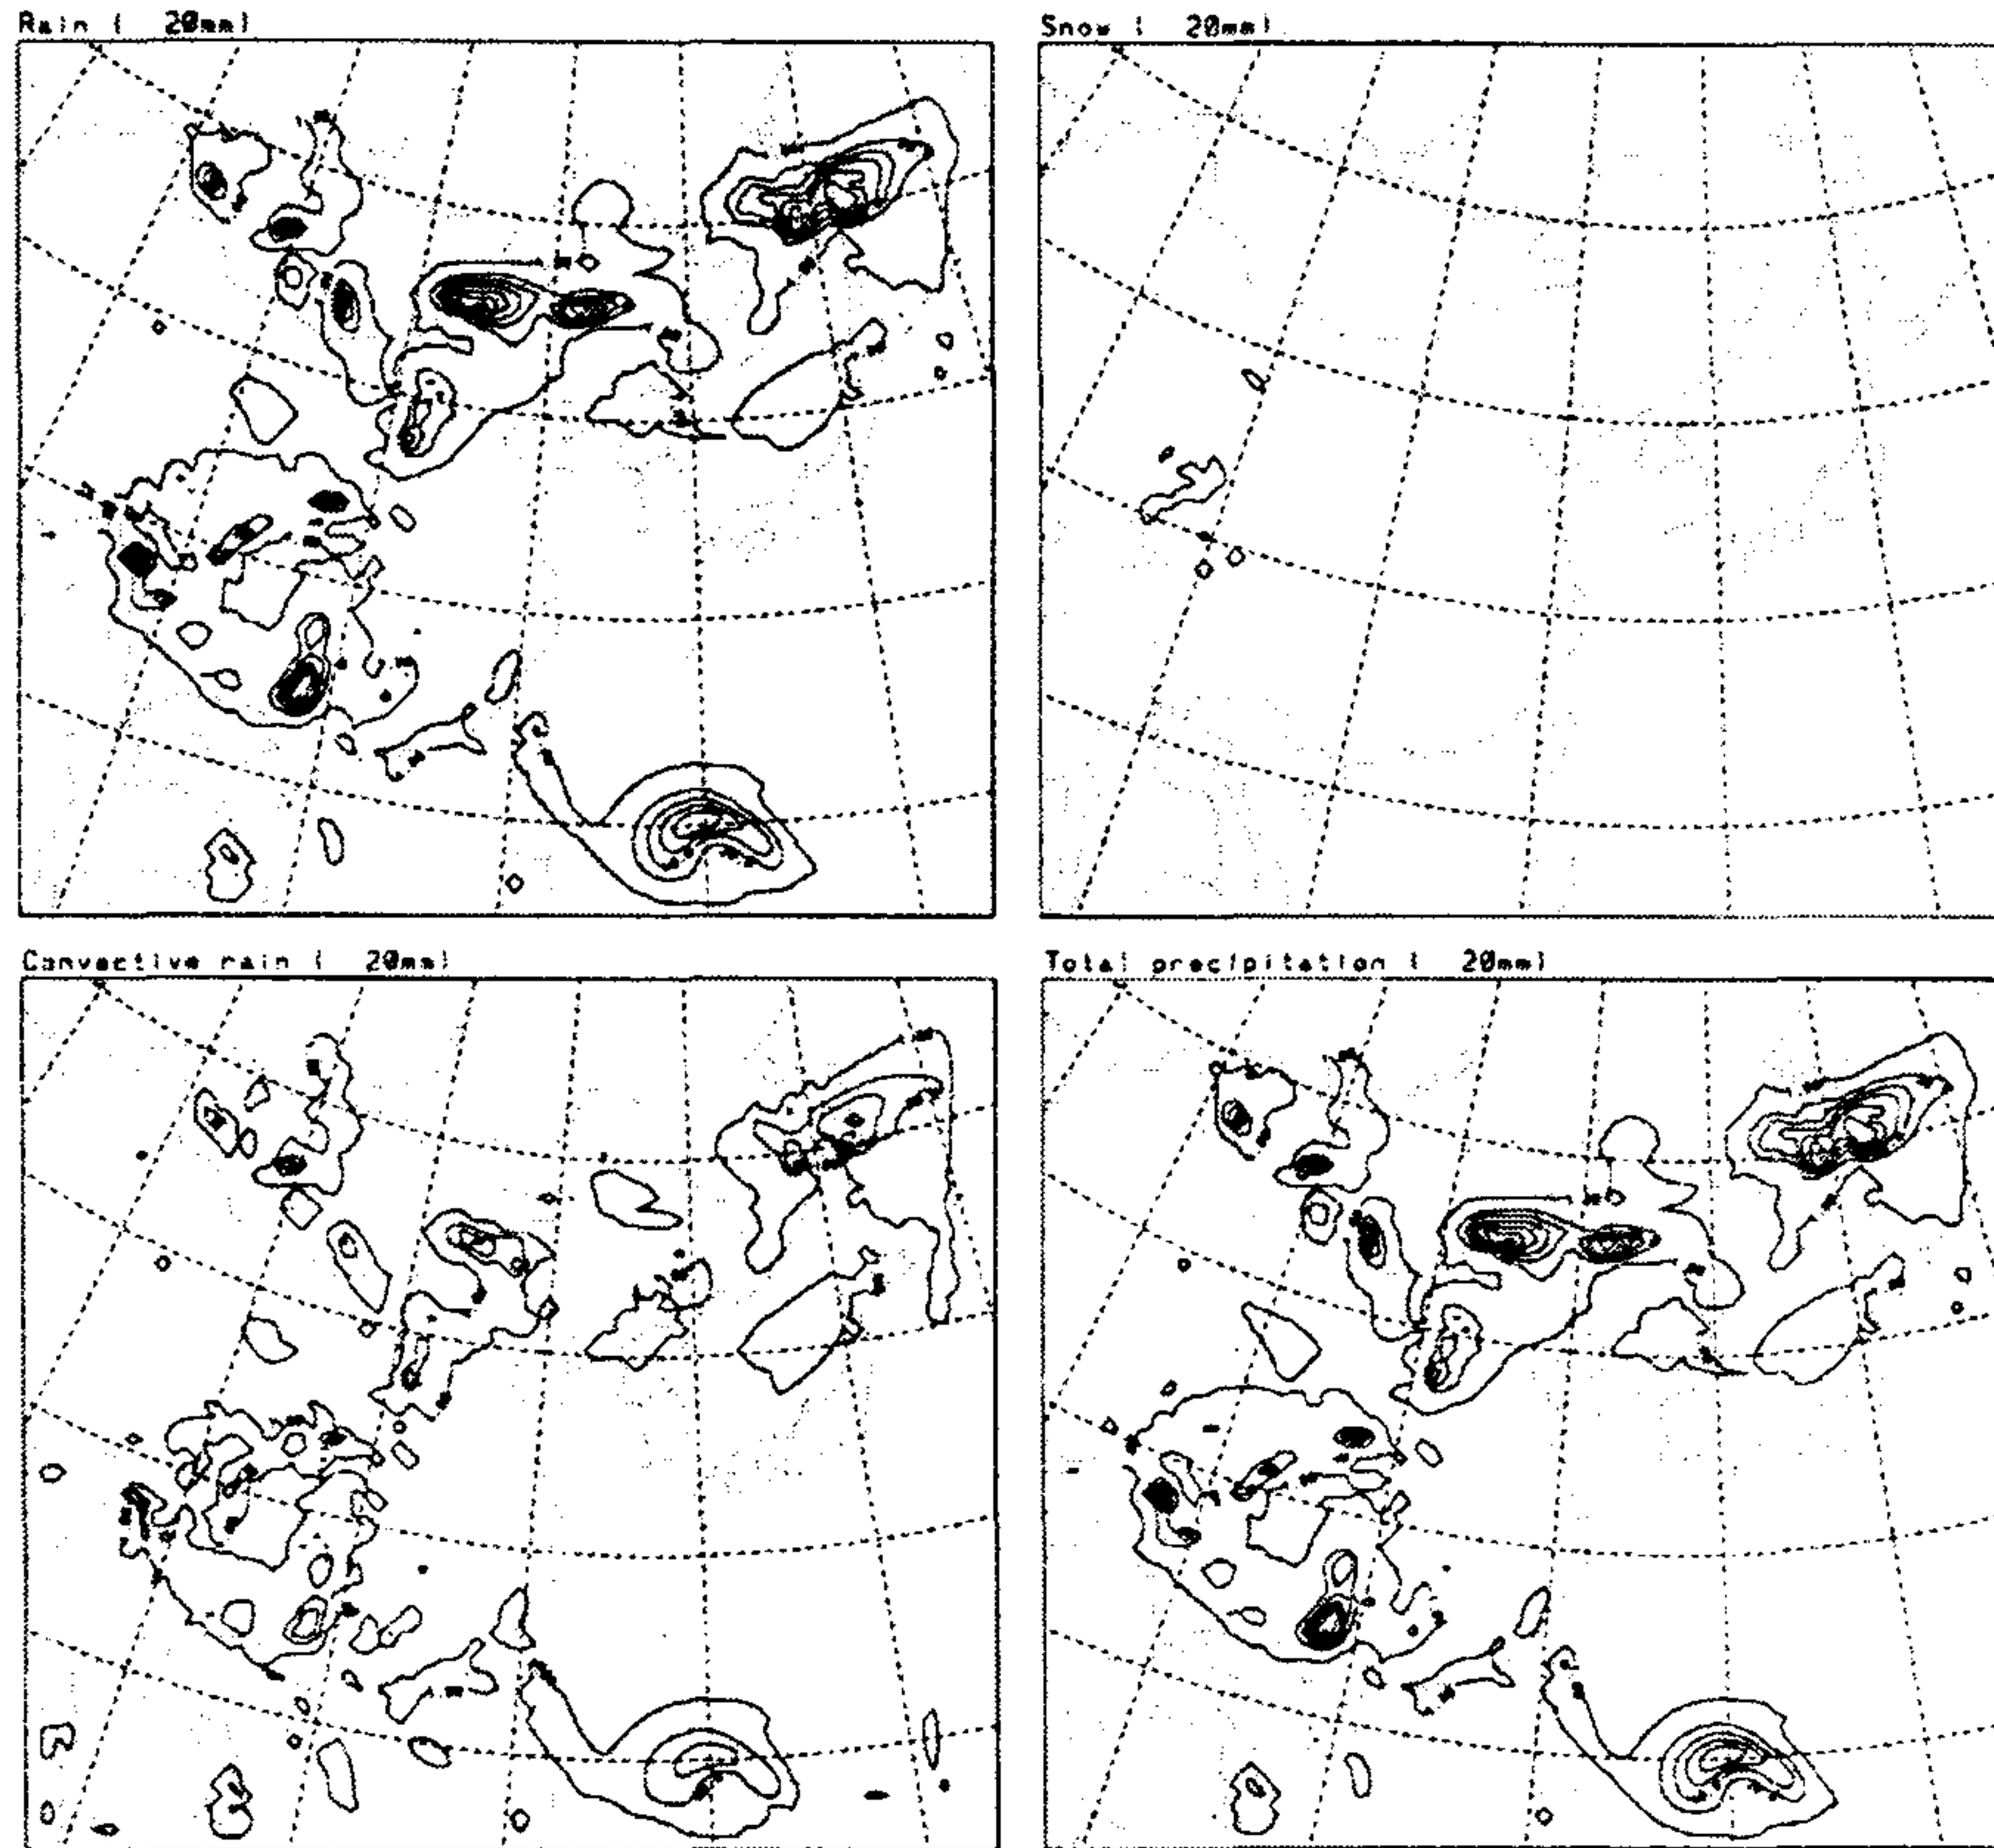 Rain ( 20mm)
Snow ( 20mm)
Convective rain ( 20mm)
Total precipitation ( 20mm)